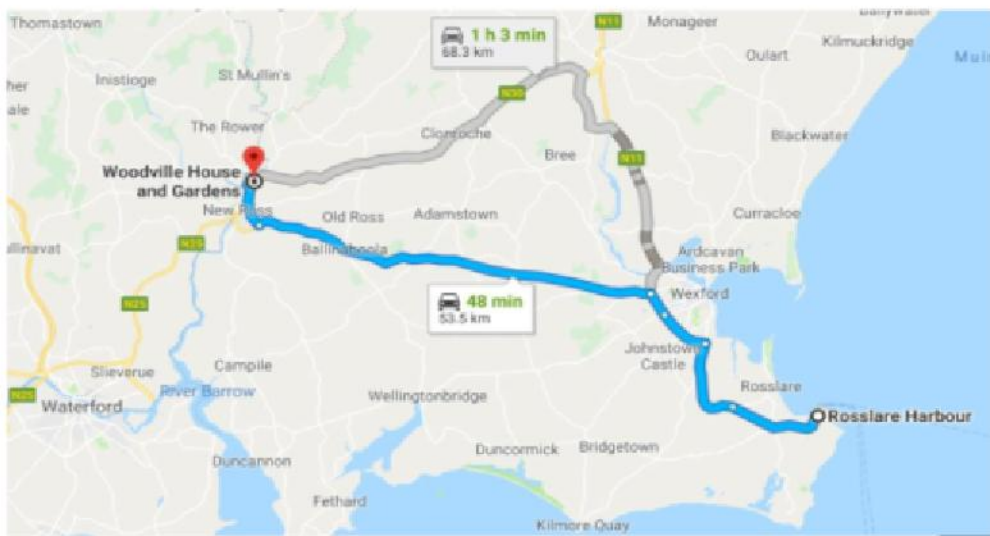 Thomastown
1 h 3 min
68.3 km
N11
Monageer
Kilmuckridge
Oulart
Inistioge
St Mullin's
N30
The Rower
Clonroche
Blackwater
Bree
N11
Woodville House
and Gardens
New Ross
Old Ross
Adamstown
Curracloe
N25
Ballinaboola
Ardcavan
Business Park
Wexford
48 min
53.5 km
N25
Johnstown
Castle
Slieverue
Campile
River Barrow
Wellingtonbridge
Rosslare
N25
Waterford
Rosslare Harbour
Duncormick
Bridgetown
Duncannon
Fethard
Kilmore Quay